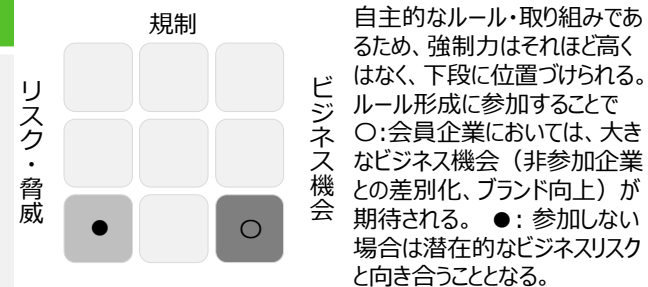 規制
リスク・脅威
●
○
ビジネス機会
自主的なルール・取り組みであ
るため、強制力はそれほど高く
はなく、下段に位置づけられる。
ルール形成に参加することで
○:会員企業においては、大き
なビジネス機会（非参加企業
との差別化、ブランド向上）が
期待される。 ●: 参加しない
場合は潜在的なビジネスリスク
と向き合うこととなる。